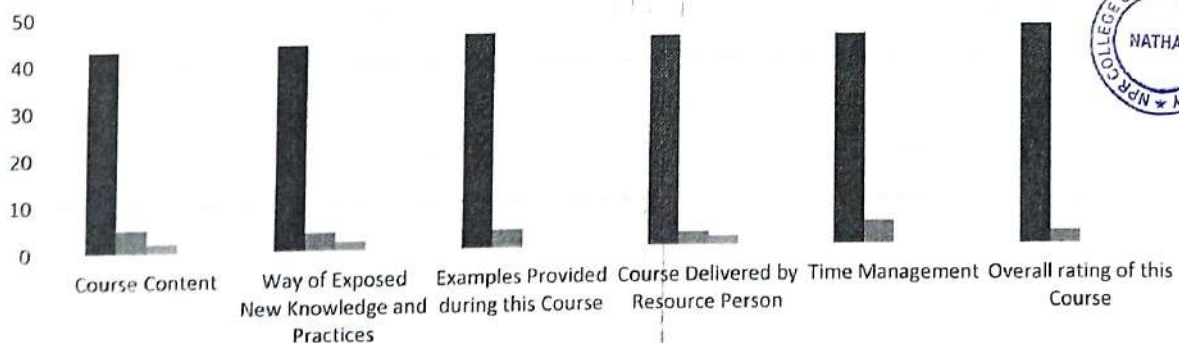 50
40
30
20
10
0
Course Content
Way of Exposed
New Knowledge and
Practices
Examples Provided
during this Course
Course Delivered by
Resource Person
Time Management
Overall rating of this
Course
NPR COLLEGE
NATHA